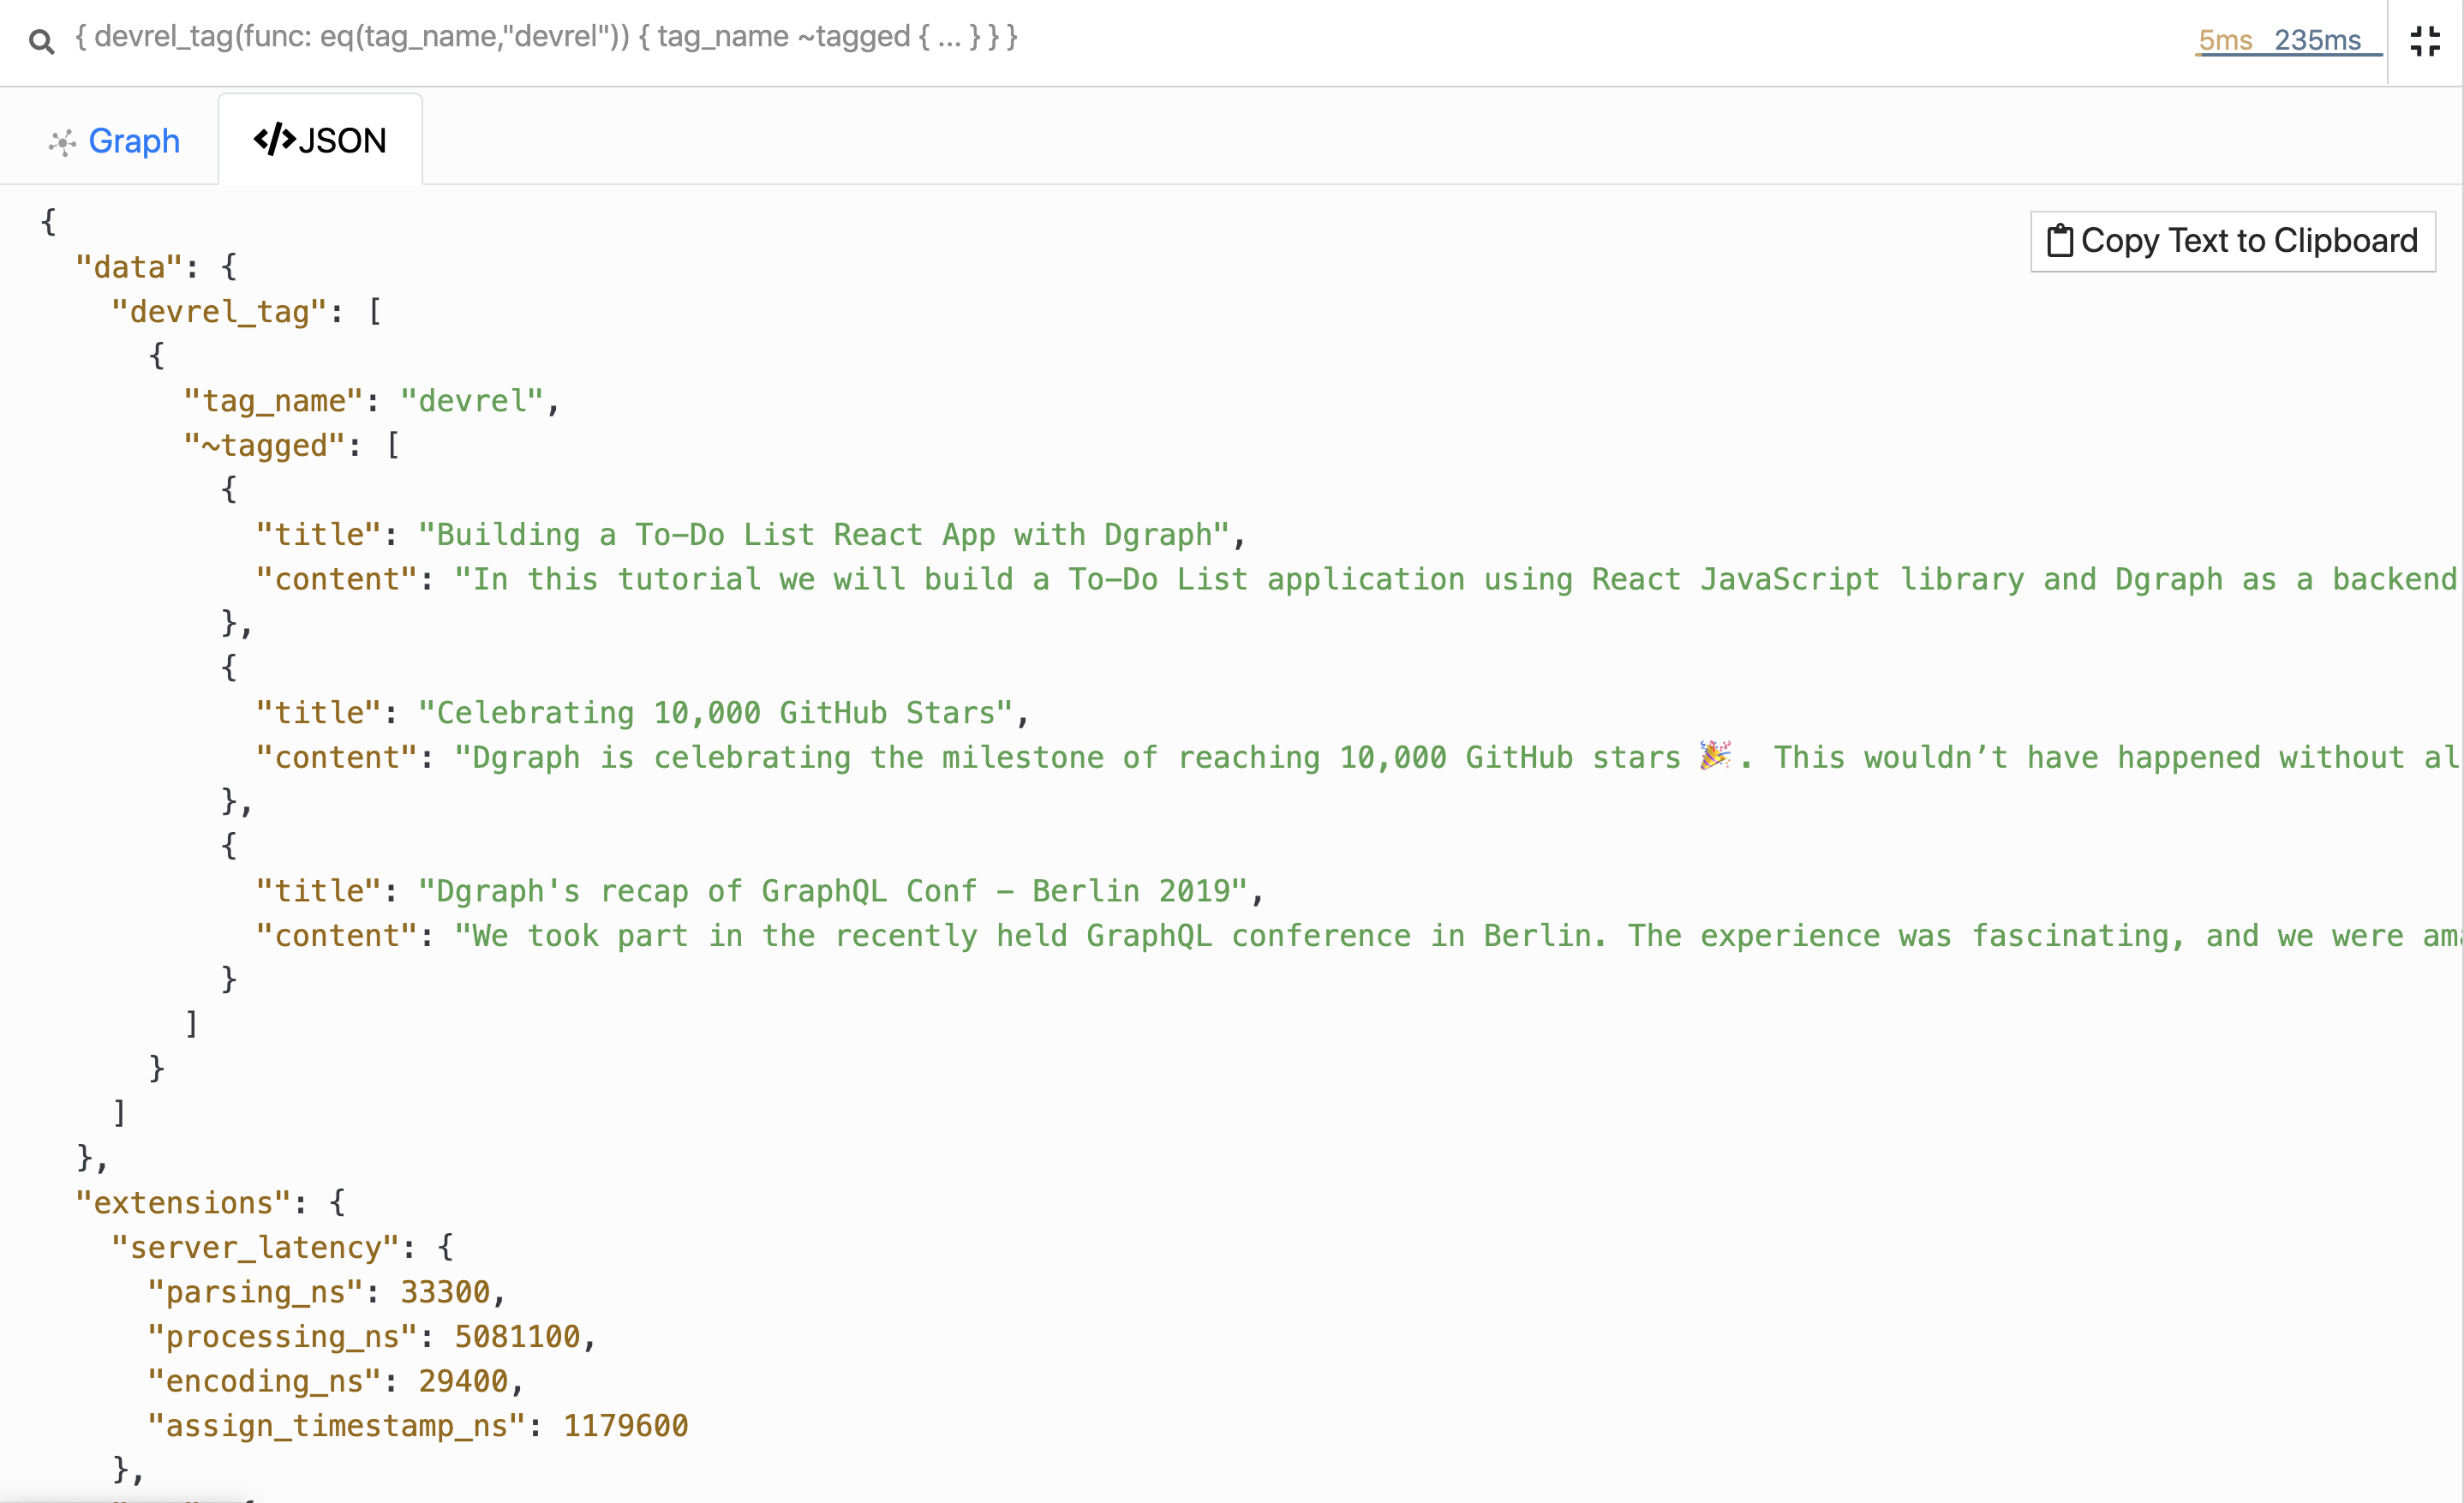 { devrel_tag(func: eq(tag_name,"devrel")) { tag_name ~tagged { ... } } }
5ms 235ms
Graph
</>JSON
Copy Text to Clipboard
{
"data": {
"devrel_tag": [
{
"tag_name": "devrel",
"~tagged": [
{
"title": "Building a To-Do List React App with Dgraph",
"content": "In this tutorial we will build a To-Do List application using React JavaScript library and Dgraph as a backend
},
{
"title": "Celebrating 10,000 GitHub Stars",
"content": "Dgraph is celebrating the milestone of reaching 10,000 GitHub stars 🎉. This wouldn’t have happened without al
},
{
"title": "Dgraph's recap of GraphQL Conf - Berlin 2019",
"content": "We took part in the recently held GraphQL conference in Berlin. The experience was fascinating, and we were am
}
]
}
]
},
"extensions": {
"server_latency": {
"parsing_ns": 33300,
"processing_ns": 5081100,
"encoding_ns": 29400,
"assign_timestamp_ns": 1179600
},